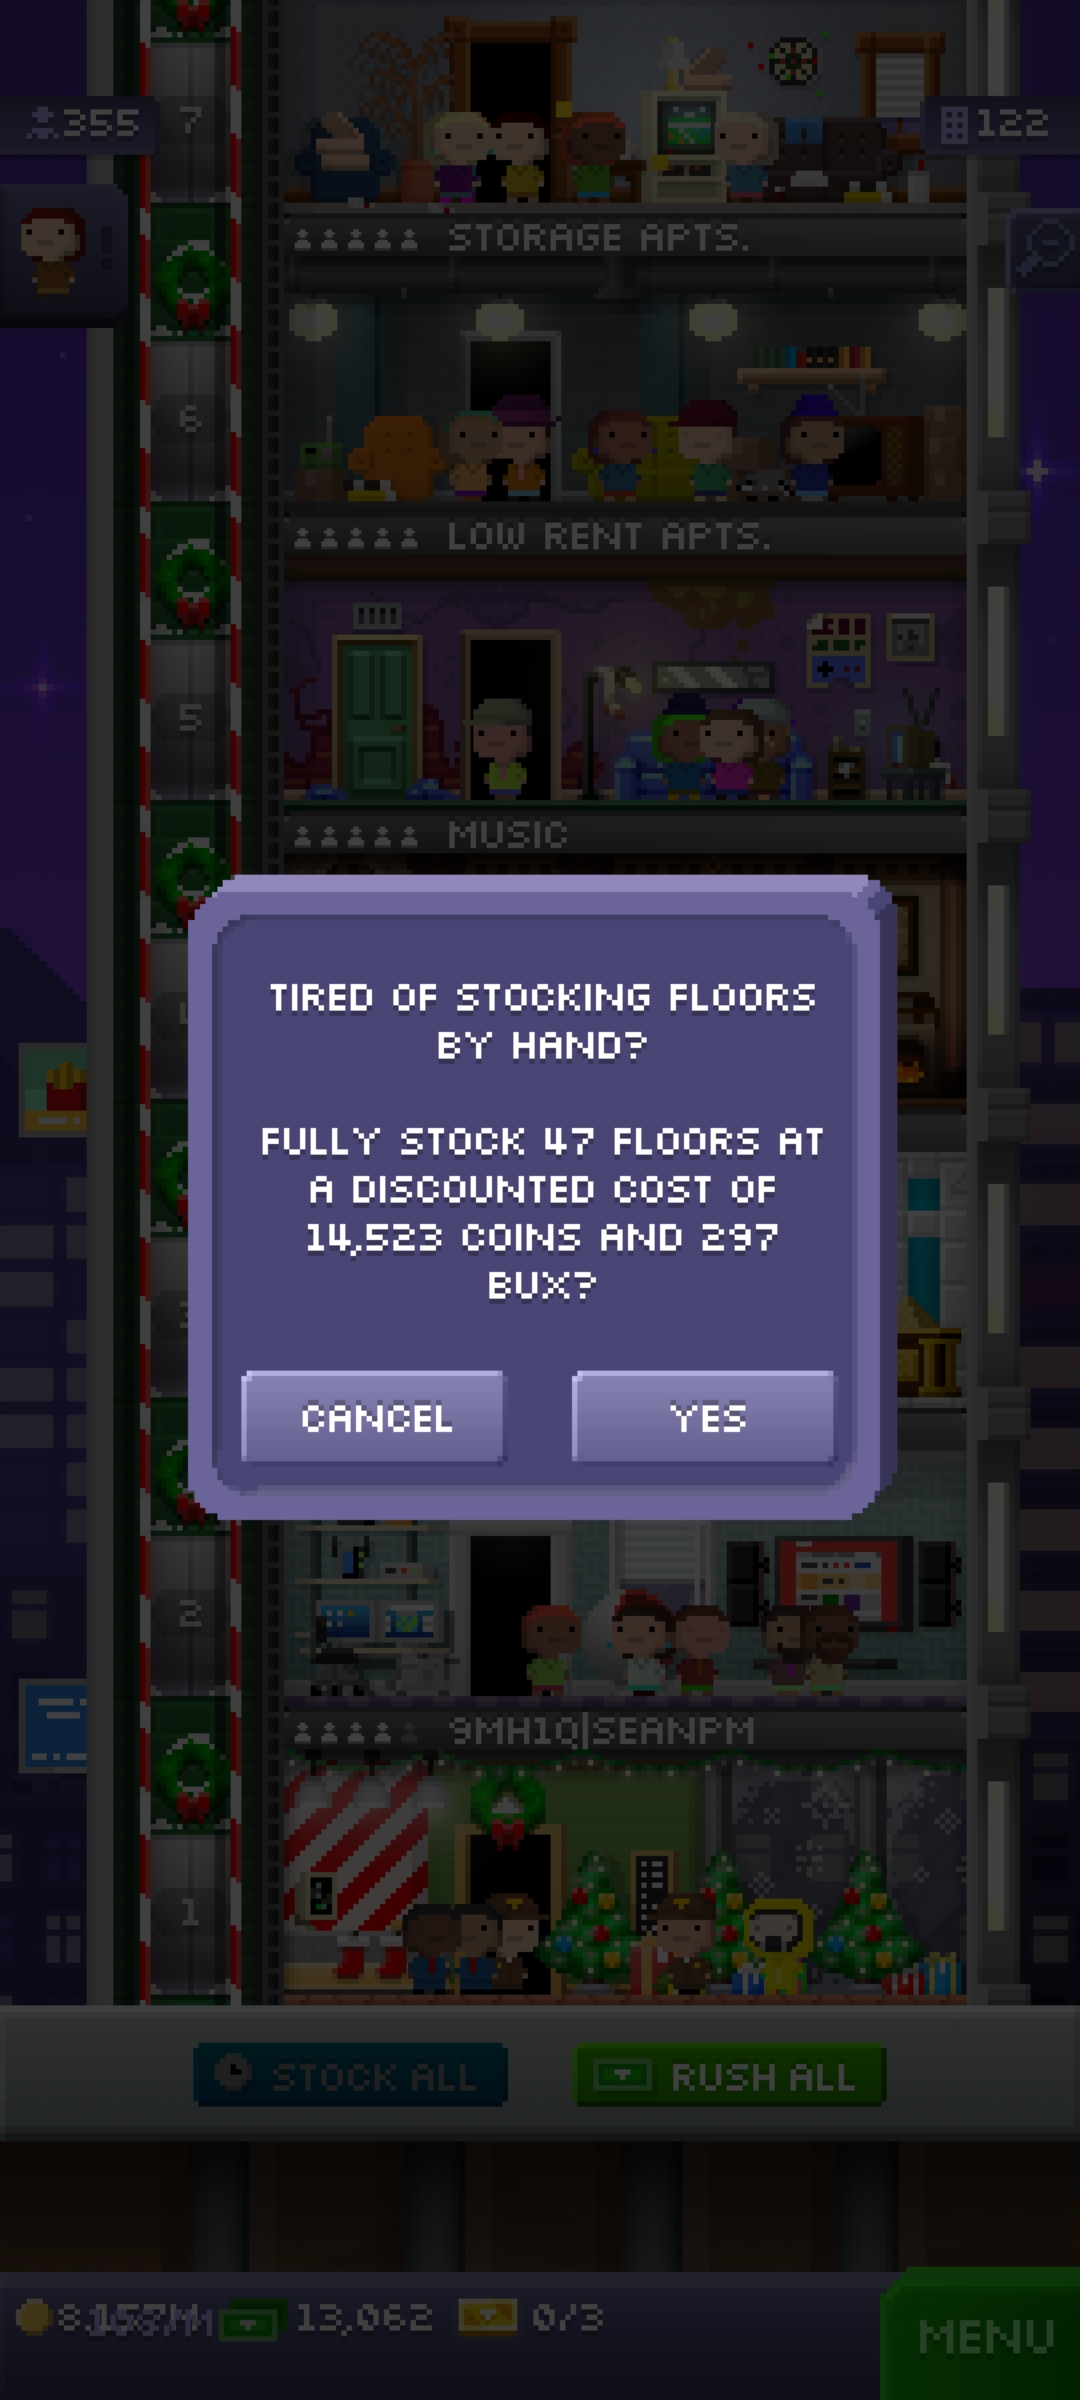 7
355
122
STORAGE APTS.
6
LOW RENT APTS.
5
MUSIC
TIRED OF STOCKING FLOORS
BY HAND?
FULLY STOCK 47 FLOORS AT
A DISCOUNTED COST OF
14,523 COINS AND 297
BUX?
CANCEL
YES
2
9MH1Q|SEANPM
1
STOCK ALL
RUSH ALL
13,062
0/3
MENU